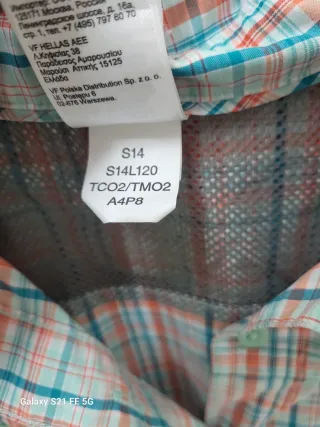 125171 Москва, Россия,
Ленинградское шоссе, д. 16а,
стр. 1, тел. +7 (495) 797 60 70
VF HELLAS AEE
Λ.Κηφισίας 38
Παράδεισος Αμαρουσίου
Μαρούσι Αττικής 15125
Ελλάδα
VF Polska Distribution Sp. z o. o.
Ul. Postępu 6
02-676 Warszawa.
S14
S14L120
TCO2/TMO2
A4P8
Galaxy S21 FE 5G